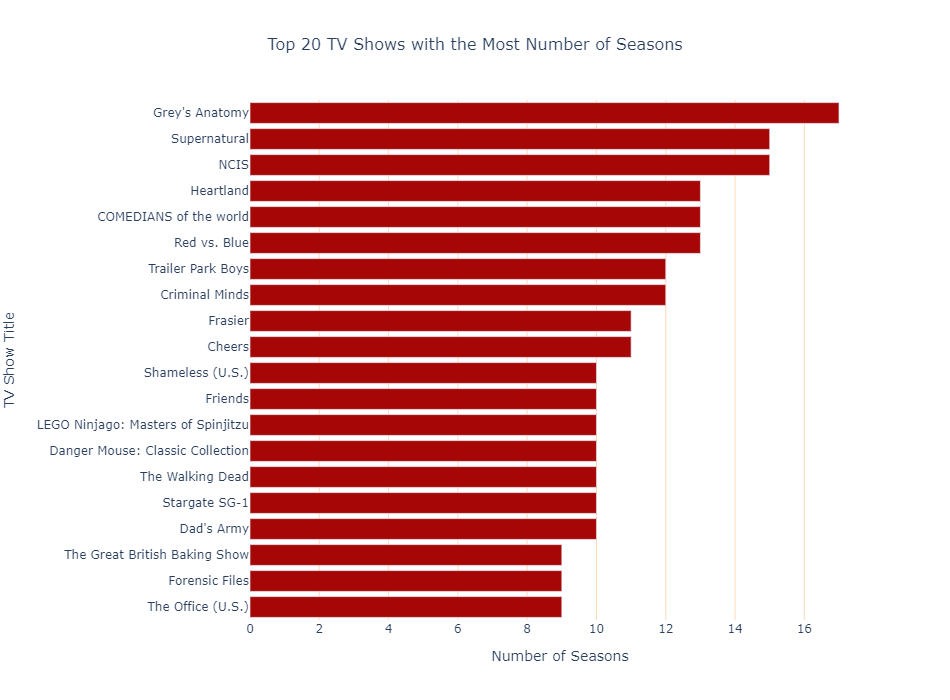 Top 20 TV Shows with the Most Number of Seasons
Grey's Anatomy
Supernatural
NCIS
Heartland
COMEDIANS of the world
Red vs. Blue
Trailer Park Boys
Criminal Minds
Frasier
Cheers
Shameless (U.S.)
Friends
LEGO Ninjago: Masters of Spinjitzu
Danger Mouse: Classic Collection
The Walking Dead
Stargate SG-1
Dad's Army
The Great British Baking Show
Forensic Files
The Office (U.S.)
TV Show Title
0 2 4 6 8 10 12 14 16
Number of Seasons